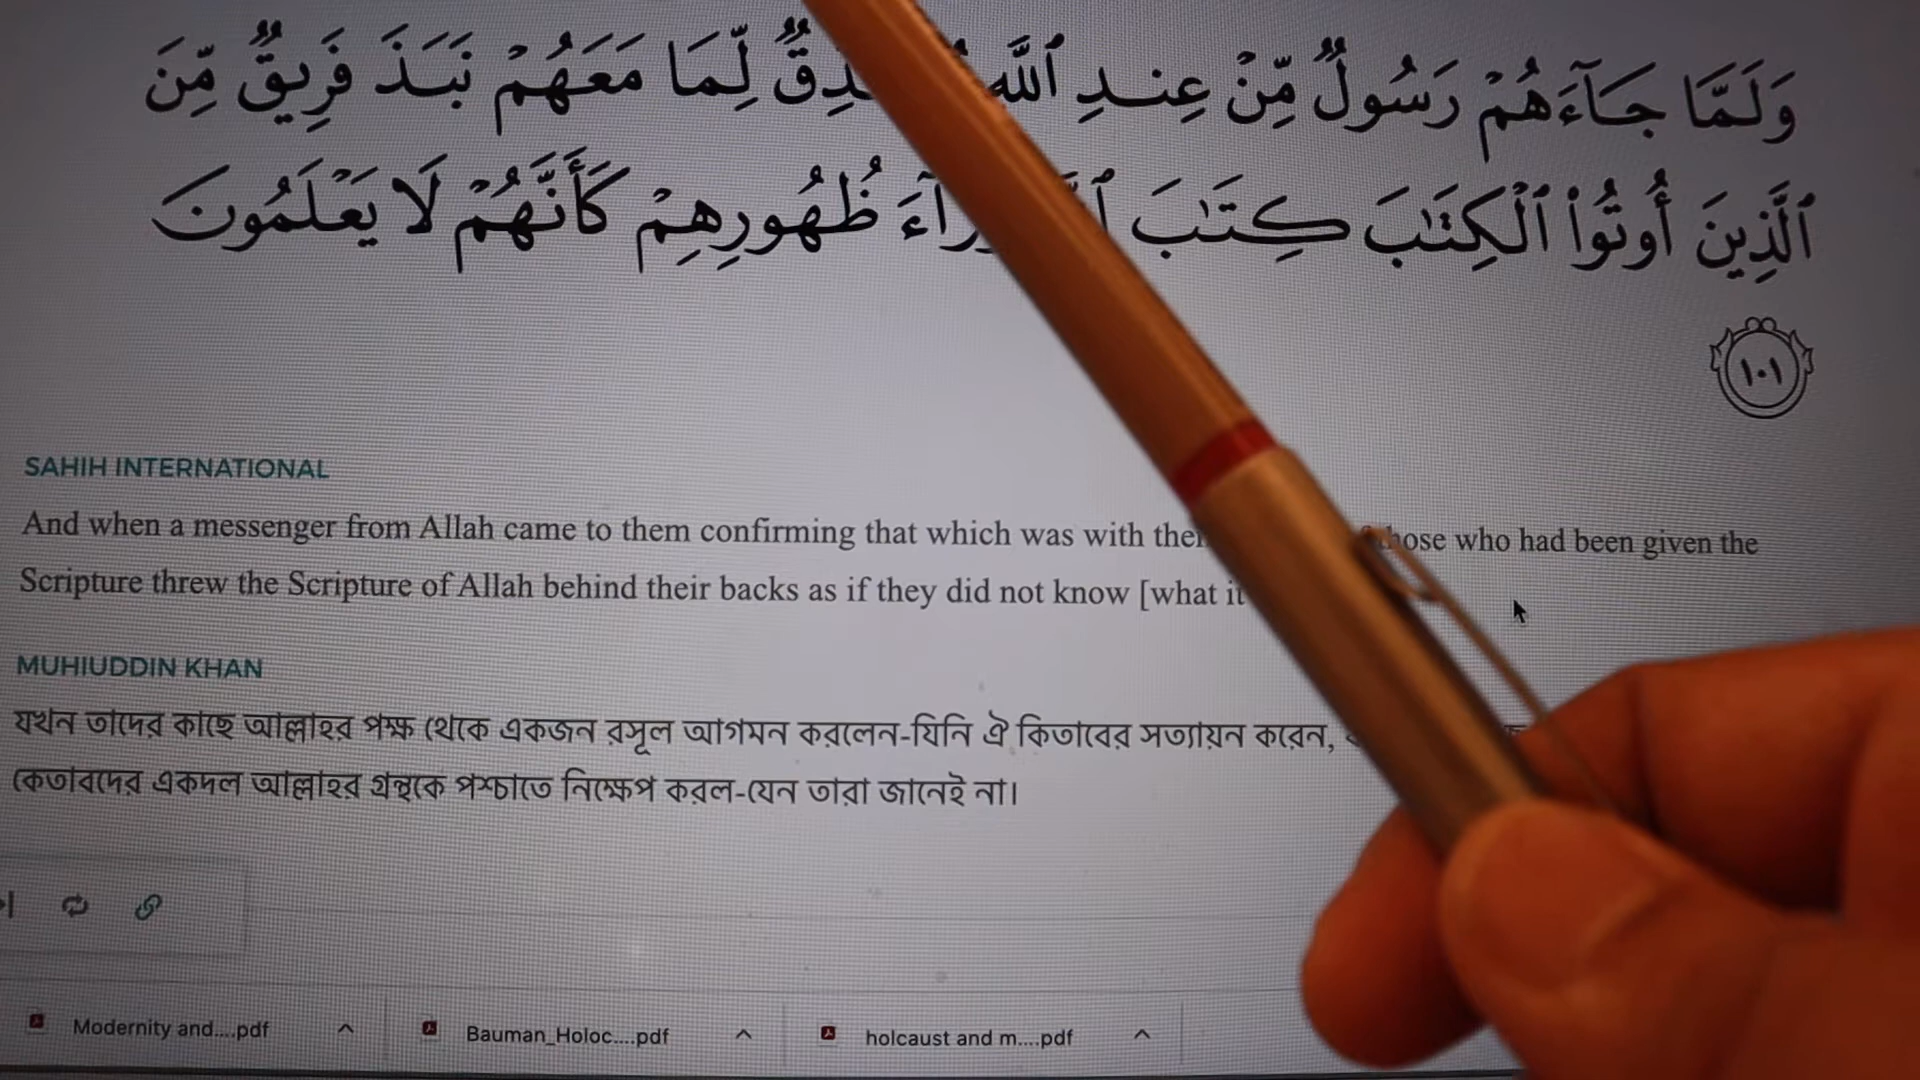 وَلَمَّا جَآءَهُمْ رَسُولٌ مِّنْ عِندِ ٱللَّهِ لِّمَا مَعَهُمْ نَبَذَ فَرِيقٌ مِّنَ
ٱلَّذِينَ أُوتُوا۟ ٱلْكِتَٰبَ كِتَٰبَ ظُهُورِهِمْ كَأَنَّهُمْ لَا يَعْلَمُونَ
١٠١
SAHIH INTERNATIONAL
And when a messenger from Allah came to them confirming that which was with who had been given the
Scripture threw the Scripture of Allah behind their backs as if they did not know [what it
MUHIUDDIN KHAN
যখন তাদের কাছে আল্লাহর পক্ষ থেকে একজন রসূল আগমন করলেন-যিনি ঐ কিতাবের সত্যায়ন করেন,
কেতাবদের একদল আল্লাহর গ্রন্থকে পশ্চাতে নিক্ষেপ করল-যেন তারা জানেই না।
Modernity and....pdf
Bauman_Holoc....pdf
holcaust and m....pdf